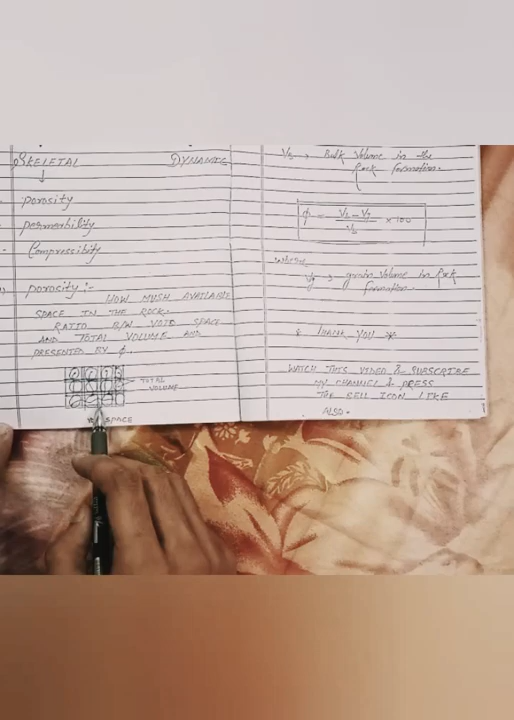 SKELETAL DYNAMIC
porosity
permeability
Compressibity
porosity :-
HOW MUSH AVAILABLE
SPACE IN THE ROCK.
RATIO B/W VOID SPACE
AND TOTAL VOLUME AND
PRESENTED BY φ.
TOTAL
VOLUME
SPACE
VB → Bulk Volume in the
Rock Formation.
φ = VB - Vg / VB × 100
where
Vg → grain Volume in Rock
Formation.
THANK YOU *
WATCH THIS VIDEO & SUBSCRIBE
MY CHANNEL & PRESS
THE BELL ICON LIKE
ALSO.